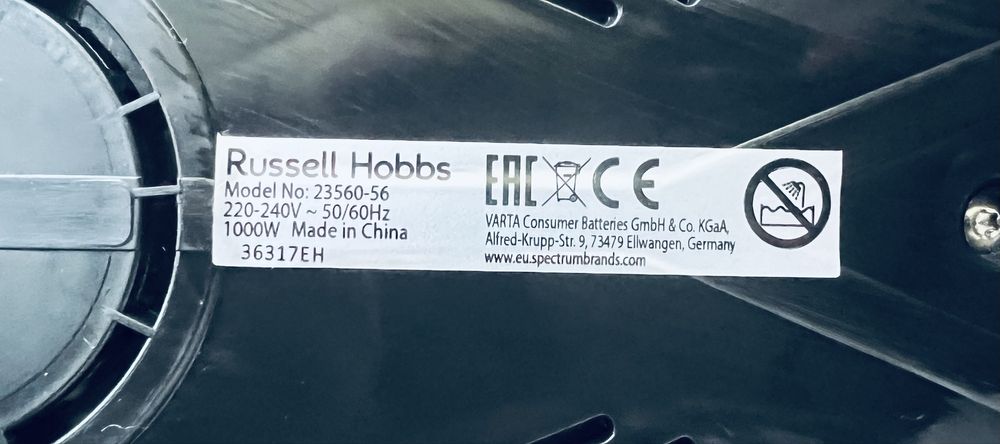 Russell Hobbs
Model No: 23560-56
220-240V ~ 50/60Hz
1000W Made in China
36317EH
EAC CE
VARTA Consumer Batteries GmbH & Co. KGaA,
Alfred-Krupp-Str. 9, 73479 Ellwangen, Germany
www.eu.spectrumbrands.com